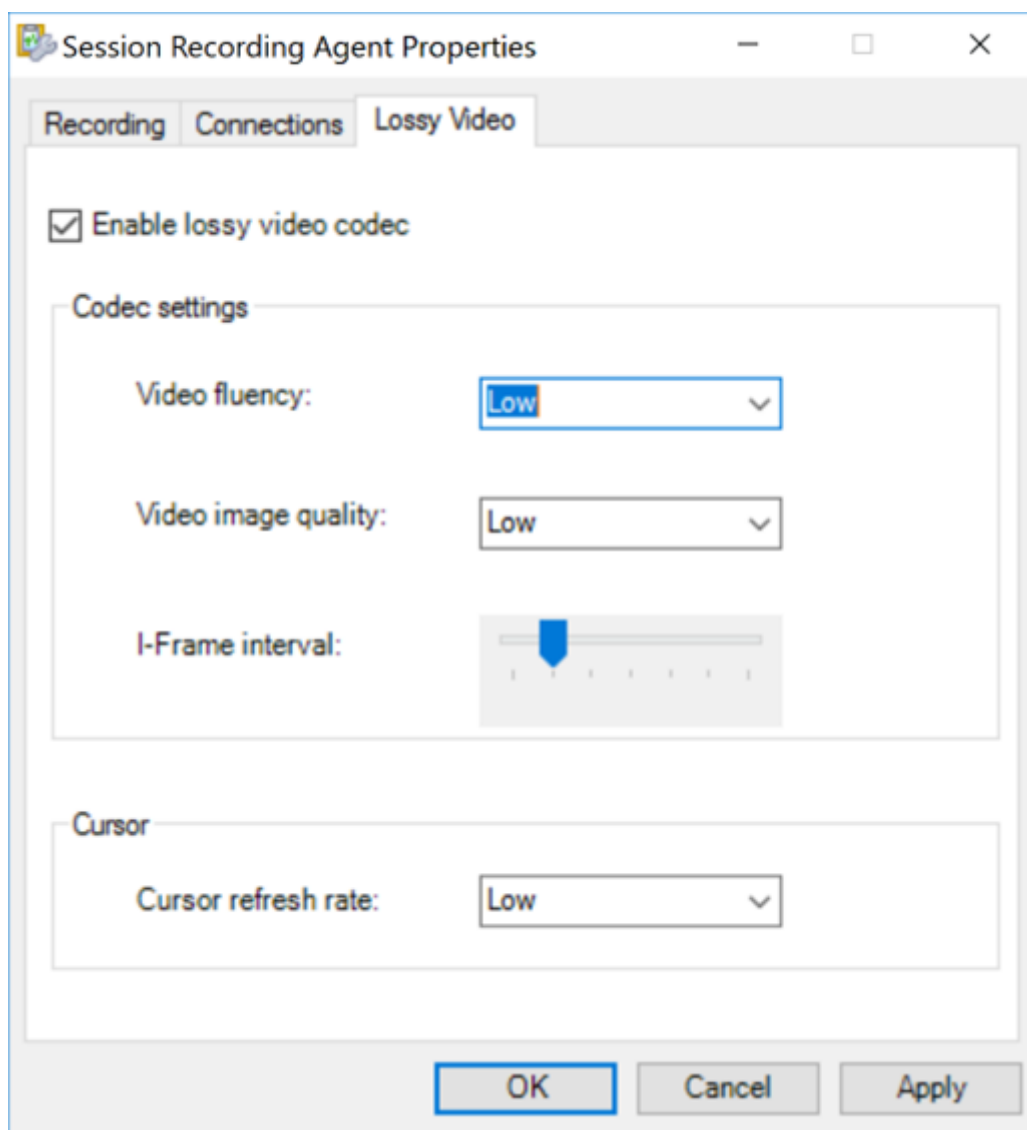 Session Recording Agent Properties
Recording Connections Lossy Video
Enable lossy video codec
Codec settings
Video fluency: Low
Video image quality: Low
I-Frame interval:
Cursor
Cursor refresh rate: Low
OK Cancel Apply